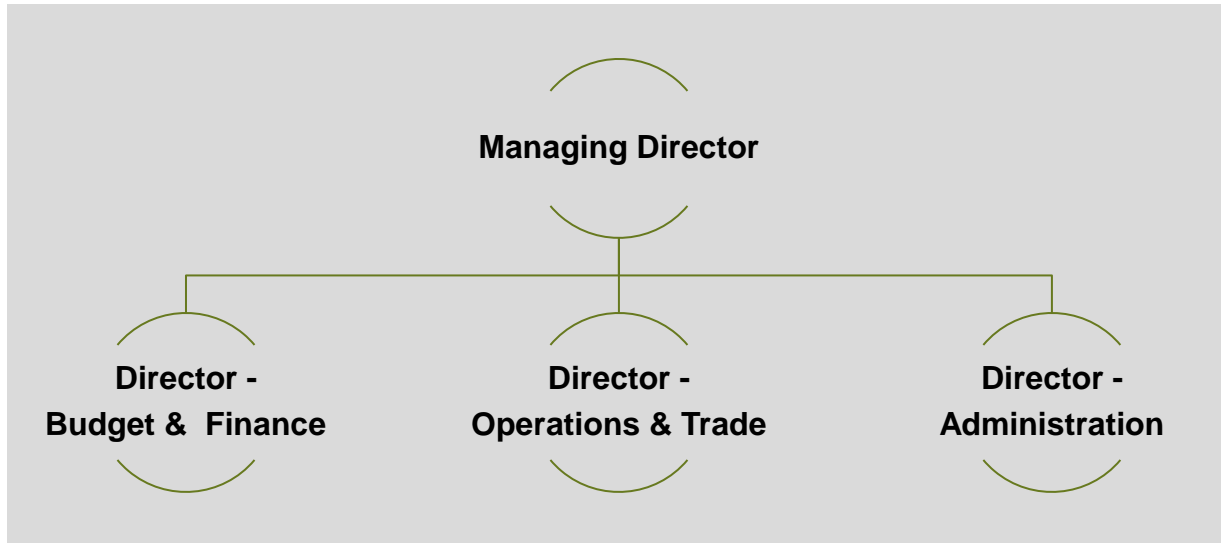 Managing Director
Director -
Budget & Finance
Director -
Operations & Trade
Director -
Administration